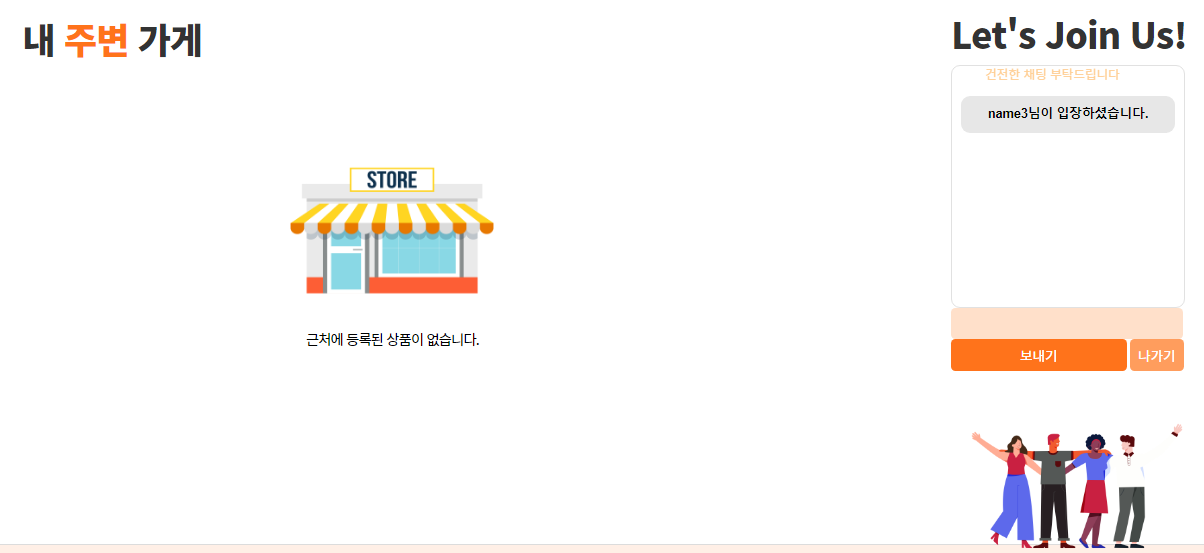 내 주변 가게
STORE
근처에 등록된 상품이 없습니다.
Let's Join Us!
건전한 채팅 부탁드립니다
name3님이 입장하셨습니다.
보내기
나가기